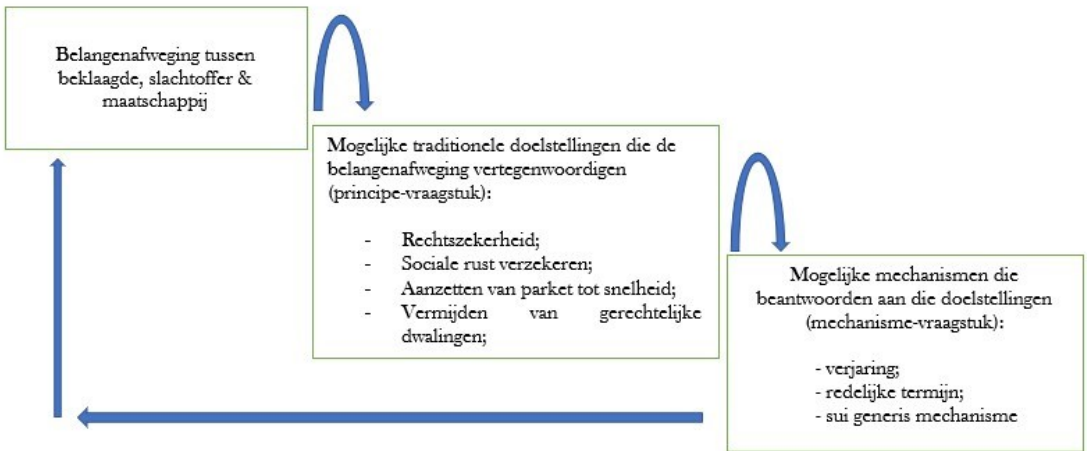 Belangenafweging tussen
beklaagde, slachtoffer &
maatschappij
Mogelijke traditionele doelstellingen die de
belangenafweging vertegenwoordigen
(principe-vraagstuk):
- Rechtszekerheid;
- Sociale rust verzekeren;
- Aanzetten van parket tot snelheid;
- Vermijden van gerechtelijke
dwalingen;
Mogelijke mechanismen die
beantwoorden aan die doelstellingen
(mechanisme-vraagstuk):
- verjaring;
- redelijke termijn;
- sui generis mechanisme